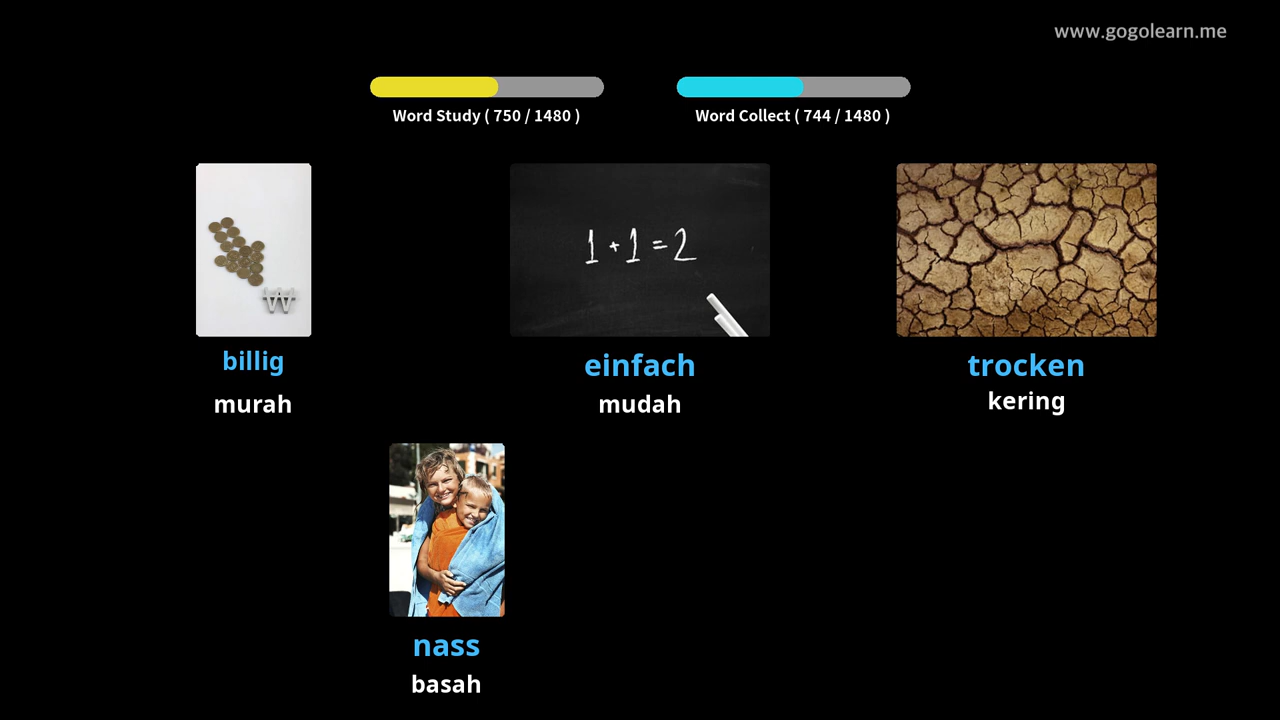 www.gogolearn.me
Word Study ( 750 / 1480 )
Word Collect ( 744 / 1480 )
1 + 1 = 2
₩
billig
einfach
trocken
murah
mudah
kering
nass
basah